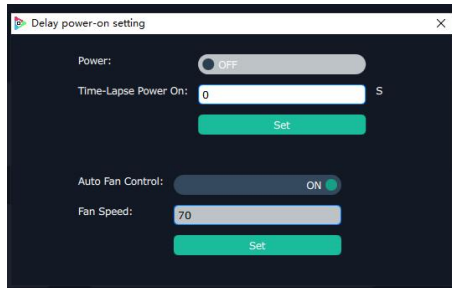 Delay power-on setting
Power: OFF
Time-Lapse Power On: 0 S
Set
Auto Fan Control: ON
Fan Speed: 70
Set